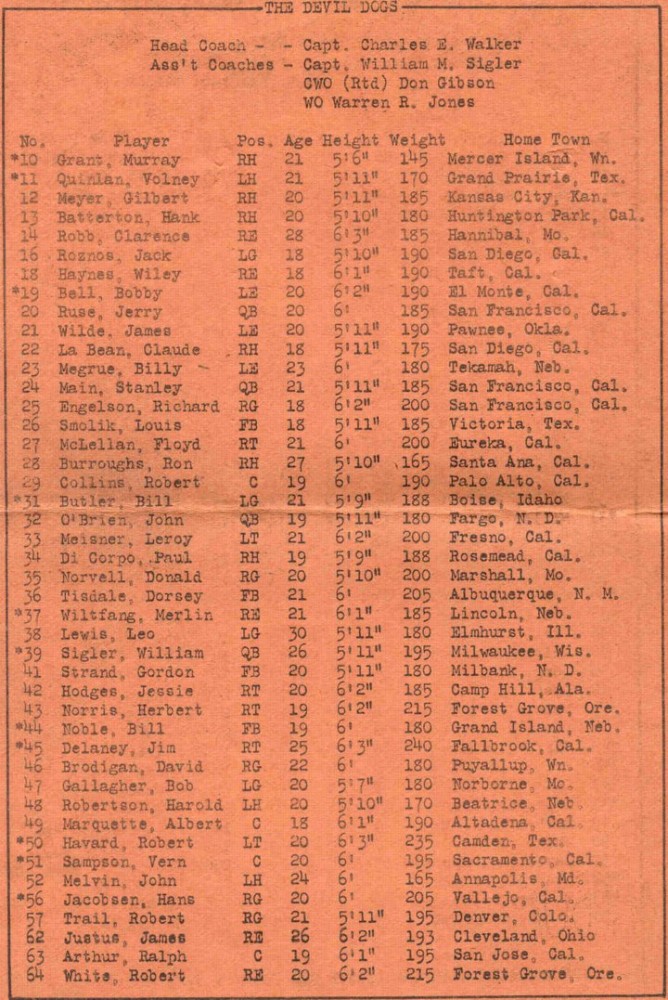 THE DEVIL DOGS
Head Coach - - Capt. Charles E. Walker
Ass't Coaches - Capt. William M. Sigler
CWO (Rtd) Don Gibson
WO Warren R. Jones
No. Player Pos. Age Height Weight Home Town
*10 Grant, Murray RH 21 5'6" 145 Mercer Island, Wn.
*11 Quinlan, Volney LH 21 5'11" 170 Grand Prairie, Tex.
12 Meyer, Gilbert RH 20 5'11" 185 Kansas City, Kan.
13 Batterton, Hank RH 20 5'10" 180 Huntington Park, Cal.
14 Robb, Clarence RE 28 6'3" 185 Hannibal, Mo.
16 Roznos, Jack LG 18 5'10" 190 San Diego, Cal.
18 Haynes, Wiley RE 18 6'1" 190 Taft, Cal.
*19 Bell, Bobby LE 20 6'2" 190 El Monte, Cal.
20 Ruse, Jerry QB 20 6' 185 San Francisco, Cal.
21 Wilde, James LE 20 5'11" 190 Pawnee, Okla.
22 La Bean, Claude RH 18 5'11" 175 San Diego, Cal.
23 Megrue, Billy LE 23 6' 180 Tekamah, Neb.
24 Main, Stanley QB 21 5'11" 185 San Francisco, Cal.
25 Engelson, Richard RG 18 6'2" 200 San Francisco, Cal.
26 Smolik, Louis FB 18 5'11" 185 Victoria, Tex.
27 McLellan, Floyd RT 21 6' 200 Eureka, Cal.
28 Burroughs, Ron RH 27 5'10" 165 Santa Ana, Cal.
29 Collins, Robert C 19 6' 190 Palo Alto, Cal.
*31 Butler, Bill LG 21 5'9" 188 Boise, Idaho
32 O'Brien, John QB 19 5'11" 180 Fargo, N. D.
33 Meisner, Leroy LT 21 6'2" 200 Fresno, Cal.
34 Di Corpo, Paul RH 19 5'9" 188 Rosemead, Cal.
35 Norvell, Donald RG 20 5'10" 200 Marshall, Mo.
36 Tisdale, Dorsey FB 21 6' 205 Albuquerque, N. M.
*37 Wiltfang, Merlin RE 21 6'1" 185 Lincoln, Neb.
38 Lewis, Leo LG 30 5'11" 180 Elmhurst, Ill.
*39 Sigler, William QB 26 5'11" 195 Milwaukee, Wis.
41 Strand, Gordon FB 20 5'11" 180 Milbank, N. D.
42 Hodges, Jessie RT 20 6'2" 185 Camp Hill, Ala.
43 Norris, Herbert RT 19 6'2" 215 Forest Grove, Ore.
*44 Noble, Bill FB 19 6' 180 Grand Island, Neb.
*45 Delaney, Jim RT 25 6'3" 240 Fallbrook, Cal.
46 Brodigan, David RG 22 6' 180 Puyallup, Wn.
47 Gallagher, Bob LG 20 5'7" 180 Norborne, Mo.
48 Robertson, Harold LH 20 5'10" 170 Beatrice, Neb.
49 Marquette, Albert C 18 6'1" 190 Altadena, Cal.
*50 Havard, Robert LT 20 6'3" 235 Camden, Tex.
*51 Sampson, Vern C 20 6' 195 Sacramento, Cal.
52 Melvin, John LH 24 6' 165 Annapolis, Md.
*56 Jacobsen, Hans RG 20 6' 205 Vallejo, Cal.
57 Trail, Robert RG 21 5'11" 195 Denver, Colo.
62 Justus, James RE 26 6'2" 193 Cleveland, Ohio
63 Arthur, Ralph C 19 6'1" 195 San Jose, Cal.
64 White, Robert RE 20 6'2" 215 Forest Grove, Ore.